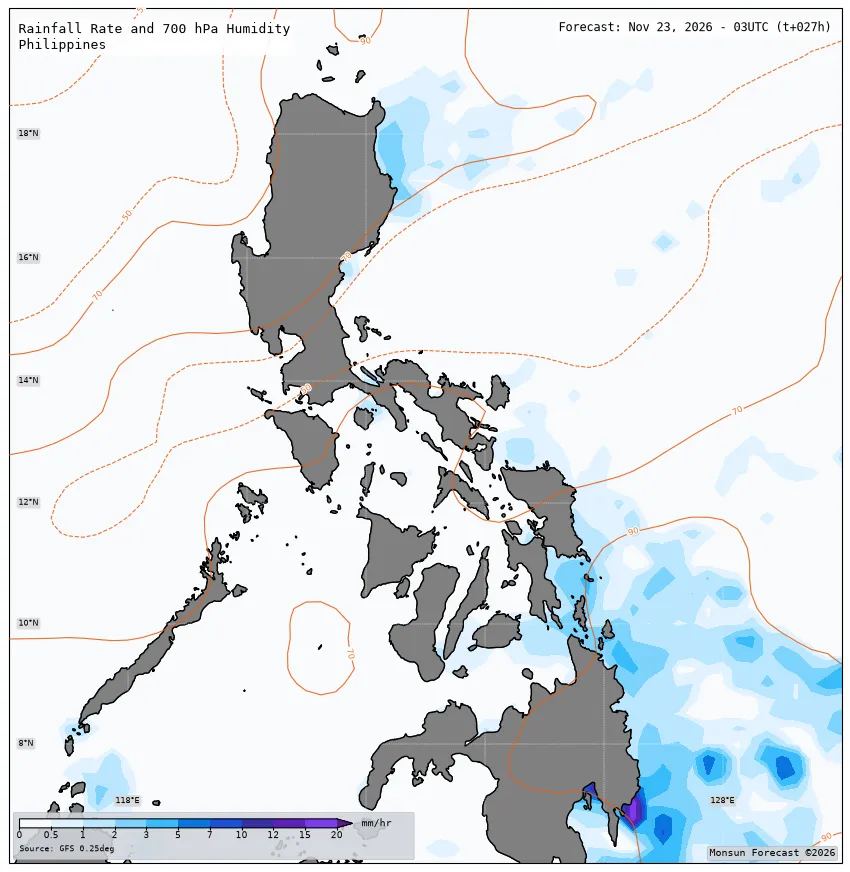 Rainfall Rate and 700 hPa Humidity
Philippines
Forecast: Nov 23, 2026 - 03UTC (t+027h)
90
18°N
50
16°N
70
70
14°N
70
12°N
90
10°N
70
8°N
118°E
128°E
0 0.5 1 2 3 5 7 10 12 15 20 mm/hr
Source: GFS 0.25deg
90
Monsun Forecast ©2026